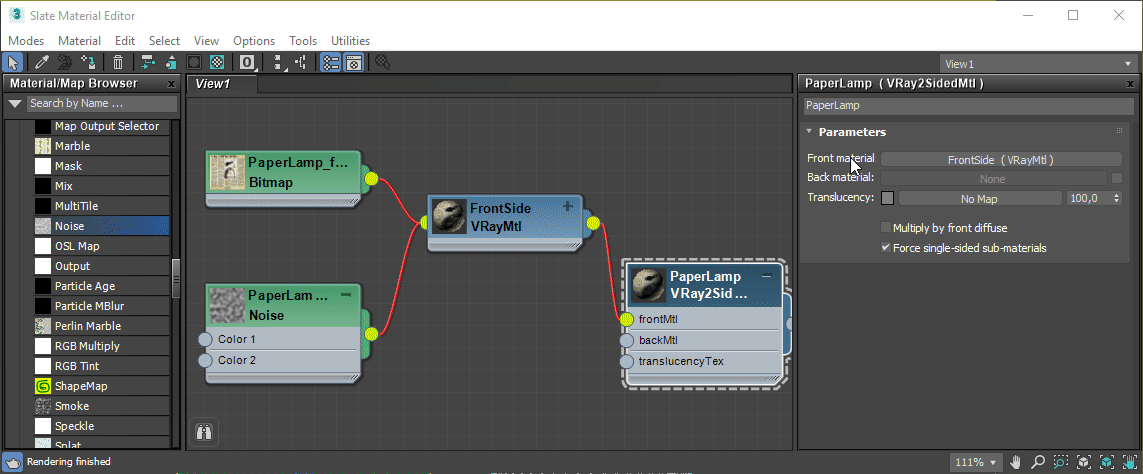 Slate Material Editor
Modes Material Edit Select View Options Tools Utilities
View1
Material/Map Browser
Search by Name ...
Map Output Selector
Marble
Mask
Mix
MultiTile
Noise
OSL Map
Output
Particle Age
Particle MBlur
Perlin Marble
RGB Multiply
RGB Tint
ShapeMap
Smoke
Speckle
Splat
View1
PaperLamp_f...
Bitmap
PaperLam ...
Noise
Color 1
Color 2
FrontSide
VRayMtl
PaperLamp
VRay2Sid ...
frontMtl
backMtl
translucencyTex
PaperLamp ( VRay2SidedMtl )
PaperLamp
Parameters
Front material FrontSide ( VRayMtl )
Back material: None
Translucency: No Map 100,0
Multiply by front diffuse
Force single-sided sub-materials
Rendering finished
111%